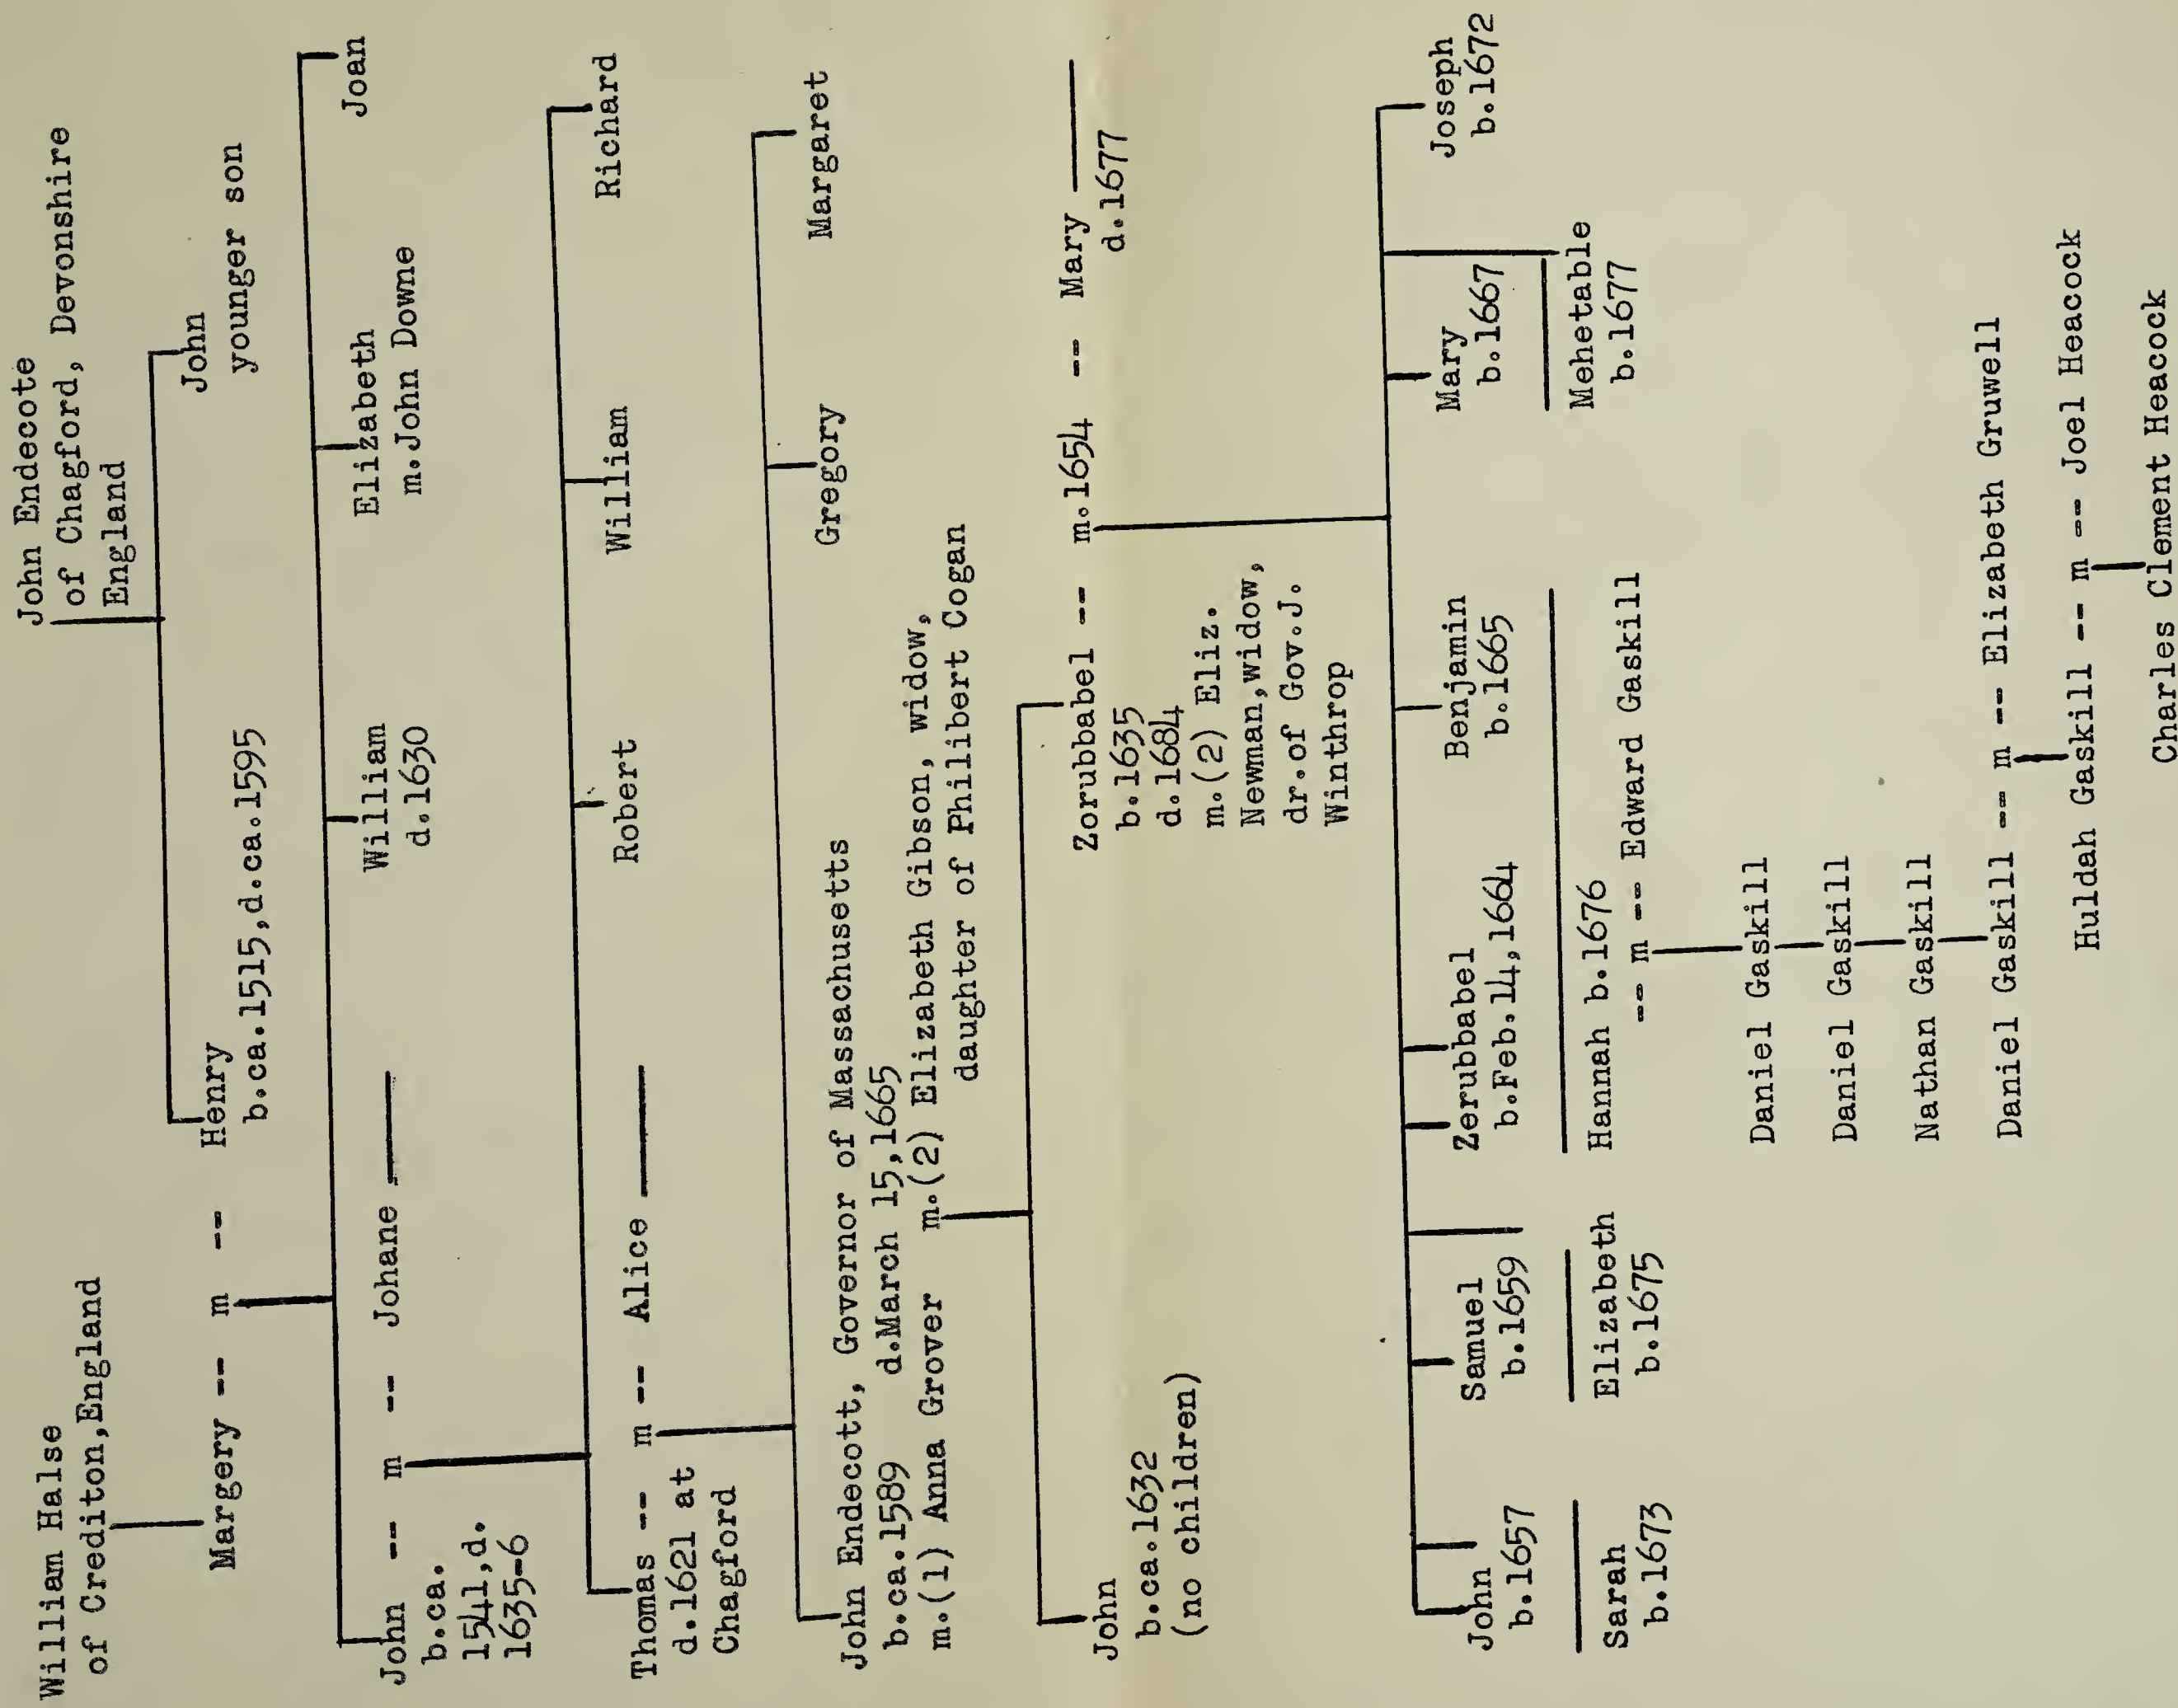 William Halse
of Crediton,England
John Endecote
of Chagford, Devonshire
England
Margery -- m -- Henry
b.ca.1515,d.ca.1595
John
younger son
John -- m -- Johane ____
b.ca.
1541,d.
1635-6
William
d.1630
Elizabeth
m.John Downe
Joan
Thomas -- m -- Alice ____
d.1621 at
Chagford
Robert
William
Richard
John Endecott, Governor of Massachusetts
b.ca.1589 d.March 15,1665
m.(1) Anna Grover m.(2) Elizabeth Gibson, widow,
daughter of Philibert Cogan
Gregory
Margaret
John
b.ca.1632
(no children)
Zorubbabel -- m.1654 -- Mary ____
b.1635
d.1684
m.(2) Eliz.
Newman,widow,
dr.of Gov.J.
Winthrop
d.1677
John
b.1657
Samuel
b.1659
Zerubbabel
b.Feb.14,1664
Benjamin
b.1665
Mary
b.1667
Joseph
b.1672
Sarah
b.1673
Elizabeth
b.1675
Hannah b.1676
-- m -- Edward Gaskill
Mehetable
b.1677
Daniel Gaskill
Daniel Gaskill
Nathan Gaskill
Daniel Gaskill -- m -- Elizabeth Gruwell
Huldah Gaskill -- m -- Joel Heacock
Charles Clement Heacock